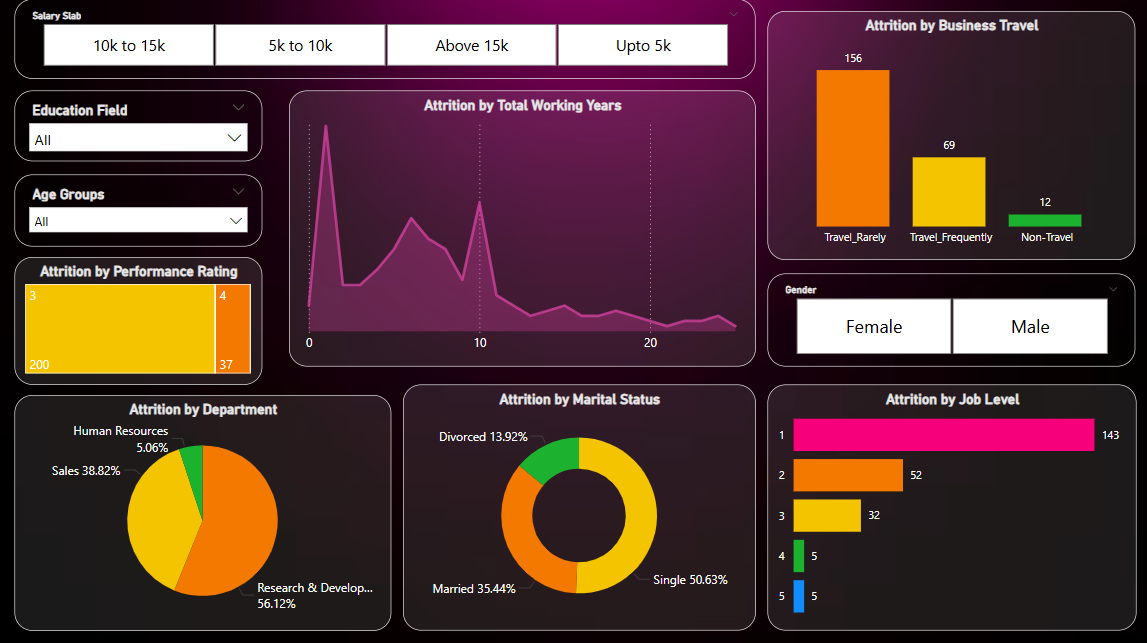 Salary Slab
10k to 15k
5k to 10k
Above 15k
Upto 5k
Education Field
All
Age Groups
All
Attrition by Performance Rating
3
4
200
37
Attrition by Total Working Years
0
10
20
Attrition by Business Travel
156
69
12
Travel_Rarely
Travel_Frequently
Non-Travel
Gender
Female
Male
Attrition by Department
Human Resources
5.06%
Sales 38.82%
Research & Develop...
56.12%
Attrition by Marital Status
Divorced 13.92%
Married 35.44%
Single 50.63%
Attrition by Job Level
1 143
2 52
3 32
4 5
5 5